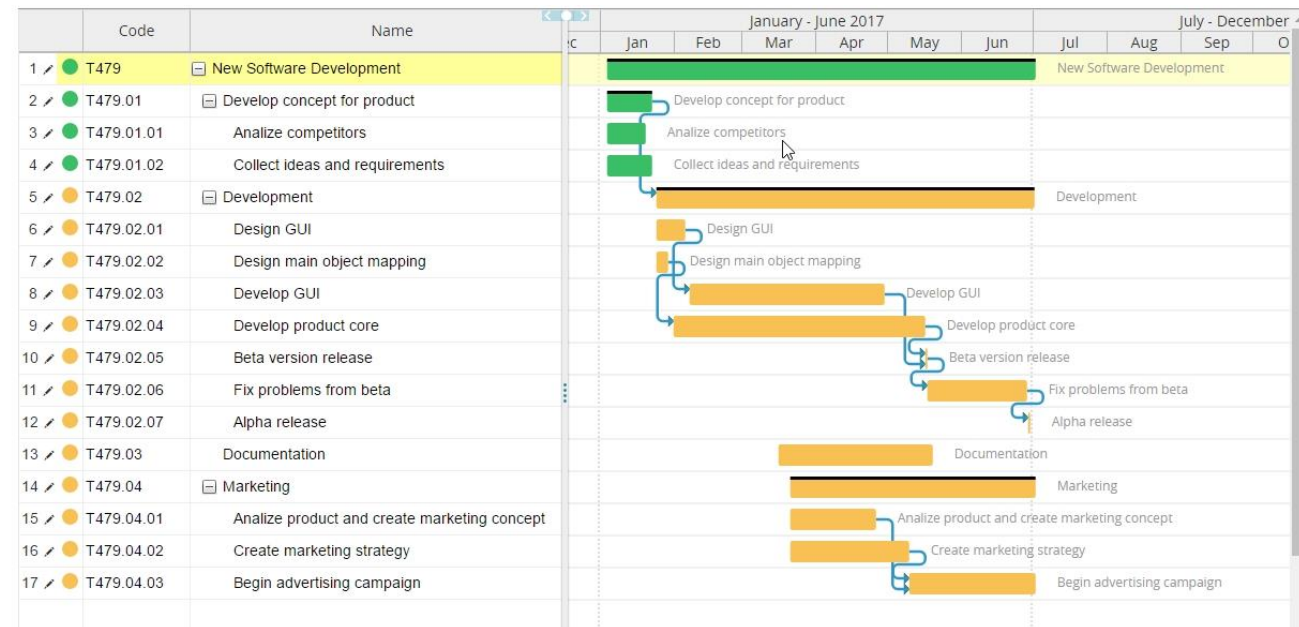 Code Name January - June 2017 July - December
Jan Feb Mar Apr May Jun Jul Aug Sep
1 T479 New Software Development New Software Development
2 T479.01 Develop concept for product Develop concept for product
3 T479.01.01 Analize competitors Analize competitors
4 T479.01.02 Collect ideas and requirements Collect ideas and requirements
5 T479.02 Development Development
6 T479.02.01 Design GUI Design GUI
7 T479.02.02 Design main object mapping Design main object mapping
8 T479.02.03 Develop GUI Develop GUI
9 T479.02.04 Develop product core Develop product core
10 T479.02.05 Beta version release Beta version release
11 T479.02.06 Fix problems from beta Fix problems from beta
12 T479.02.07 Alpha release Alpha release
13 T479.03 Documentation Documentation
14 T479.04 Marketing Marketing
15 T479.04.01 Analize product and create marketing concept Analize product and create marketing concept
16 T479.04.02 Create marketing strategy Create marketing strategy
17 T479.04.03 Begin advertising campaign Begin advertising campaign